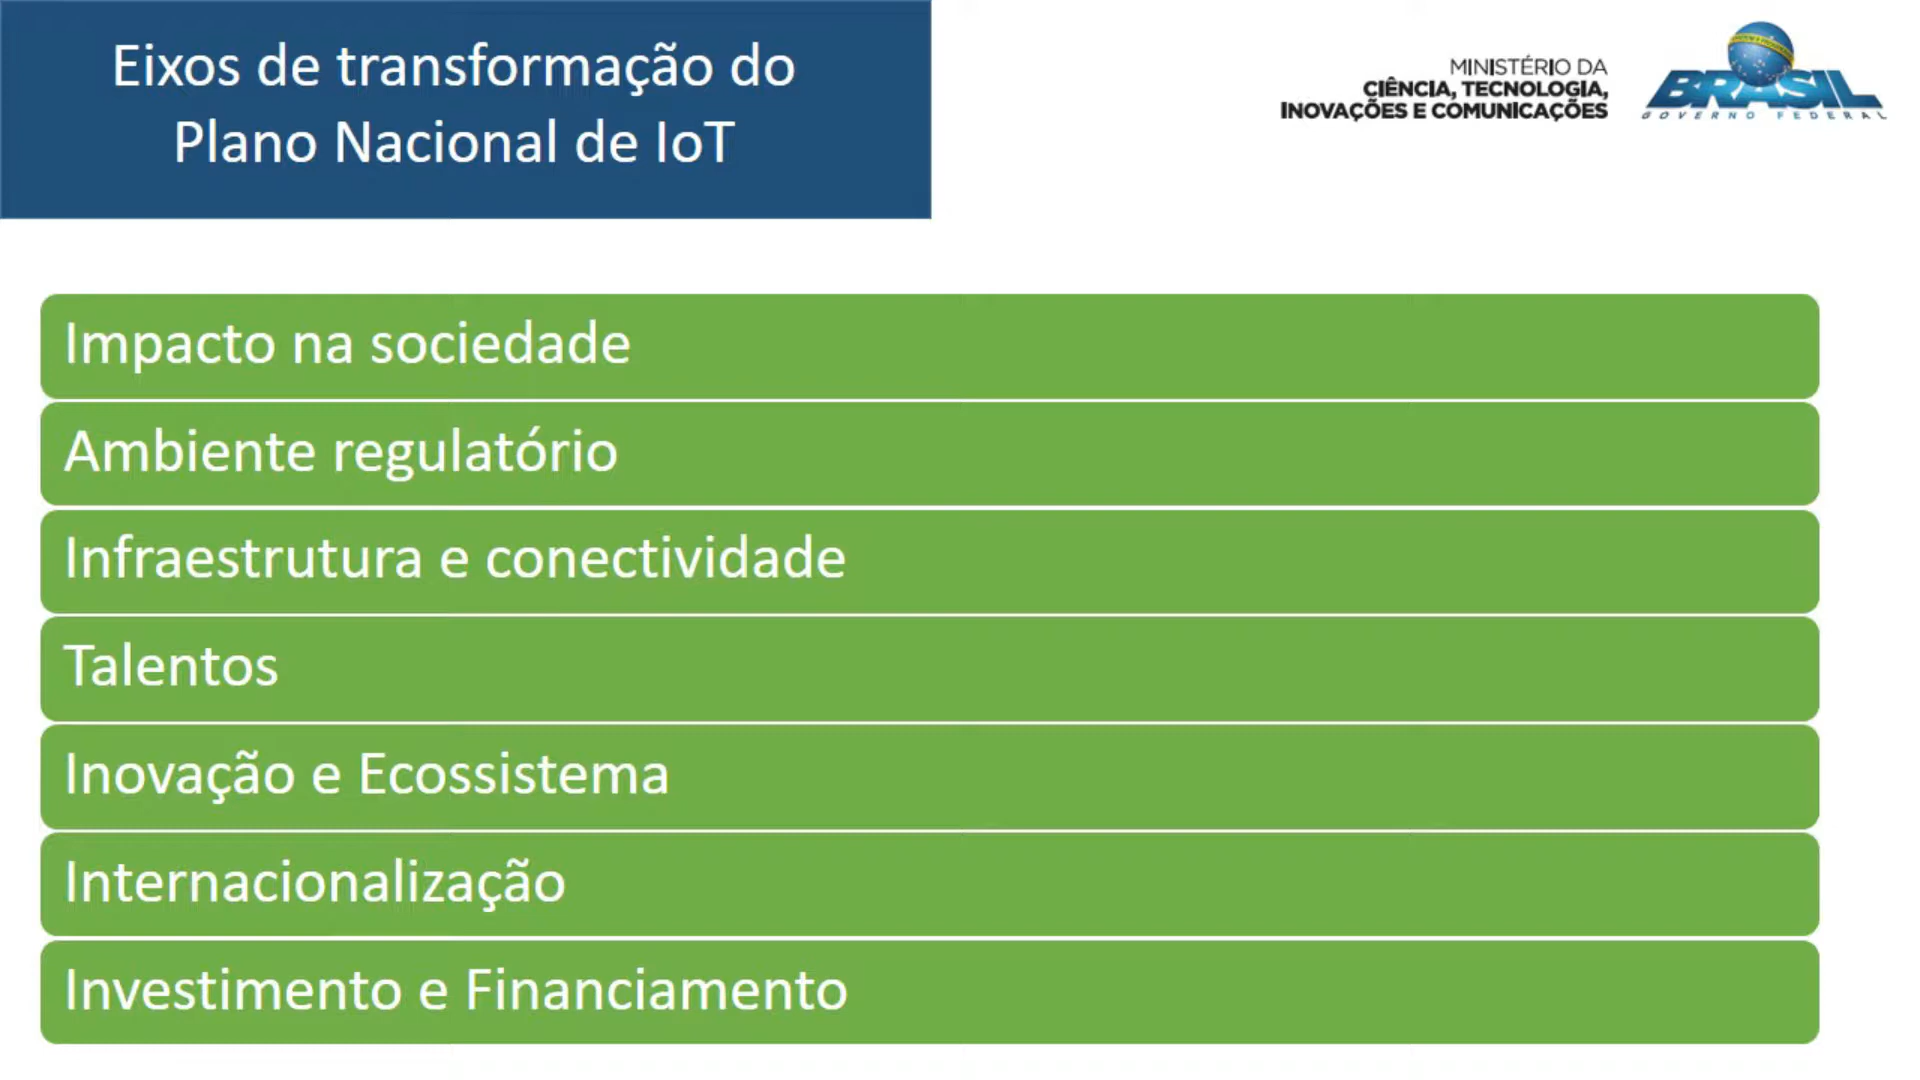 Eixos de transformação do
Plano Nacional de IoT
MINISTÉRIO DA
CIÊNCIA, TECNOLOGIA,
INOVAÇÕES E COMUNICAÇÕES
BRASIL
GOVERNO FEDERAL
Impacto na sociedade
Ambiente regulatório
Infraestrutura e conectividade
Talentos
Inovação e Ecossistema
Internacionalização
Investimento e Financiamento